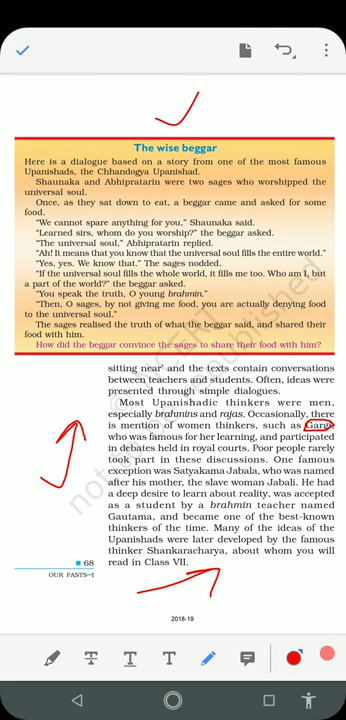 The wise beggar
Here is a dialogue based on a story from one of the most famous
Upanishads, the Chhandogya Upanishad.
Shaunaka and Abhipratarin were two sages who worshipped the
universal soul.
Once, as they sat down to eat, a beggar came and asked for some
food.
"We cannot spare anything for you," Shaunaka said.
"Learned sirs, whom do you worship?" the beggar asked.
"The universal soul," Abhipratarin replied.
"Ah! It means that you know that the universal soul fills the entire world."
"Yes, yes. We know that." The sages nodded.
"If the universal soul fills the whole world, it fills me too. Who am I, but
a part of the world?" the beggar asked.
"You speak the truth, O young brahmin."
"Then, O sages, by not giving me food, you are actually denying food
to the universal soul."
The sages realised the truth of what the beggar said, and shared their
food with him.
How did the beggar convince the sages to share their food with him?
sitting near' and the texts contain conversations
between teachers and students. Often, ideas were
presented through simple dialogues.
Most Upanishadic thinkers were men,
especially brahmins and rajas. Occasionally, there
is mention of women thinkers, such as Gargi
who was famous for her learning, and participated
in debates held in royal courts. Poor people rarely
took part in these discussions. One famous
exception was Satyakama Jabala, who was named
after his mother, the slave woman Jabali. He had
a deep desire to learn about reality, was accepted
as a student by a brahmin teacher named
Gautama, and became one of the best-known
thinkers of the time. Many of the ideas of the
Upanishads were later developed by the famous
thinker Shankaracharya, about whom you will
read in Class VII.
68
OUR PASTS–I
2018-19